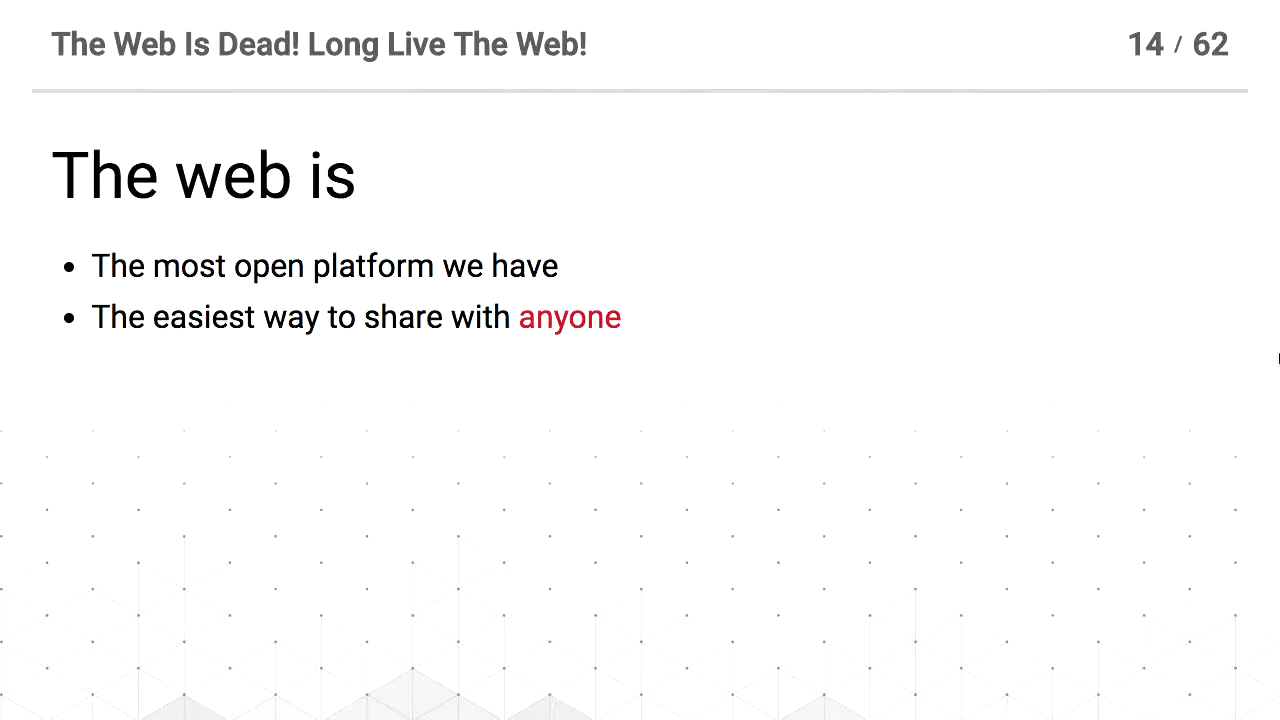 The Web Is Dead! Long Live The Web!
14 / 62
The web is
• The most open platform we have
• The easiest way to share with anyone